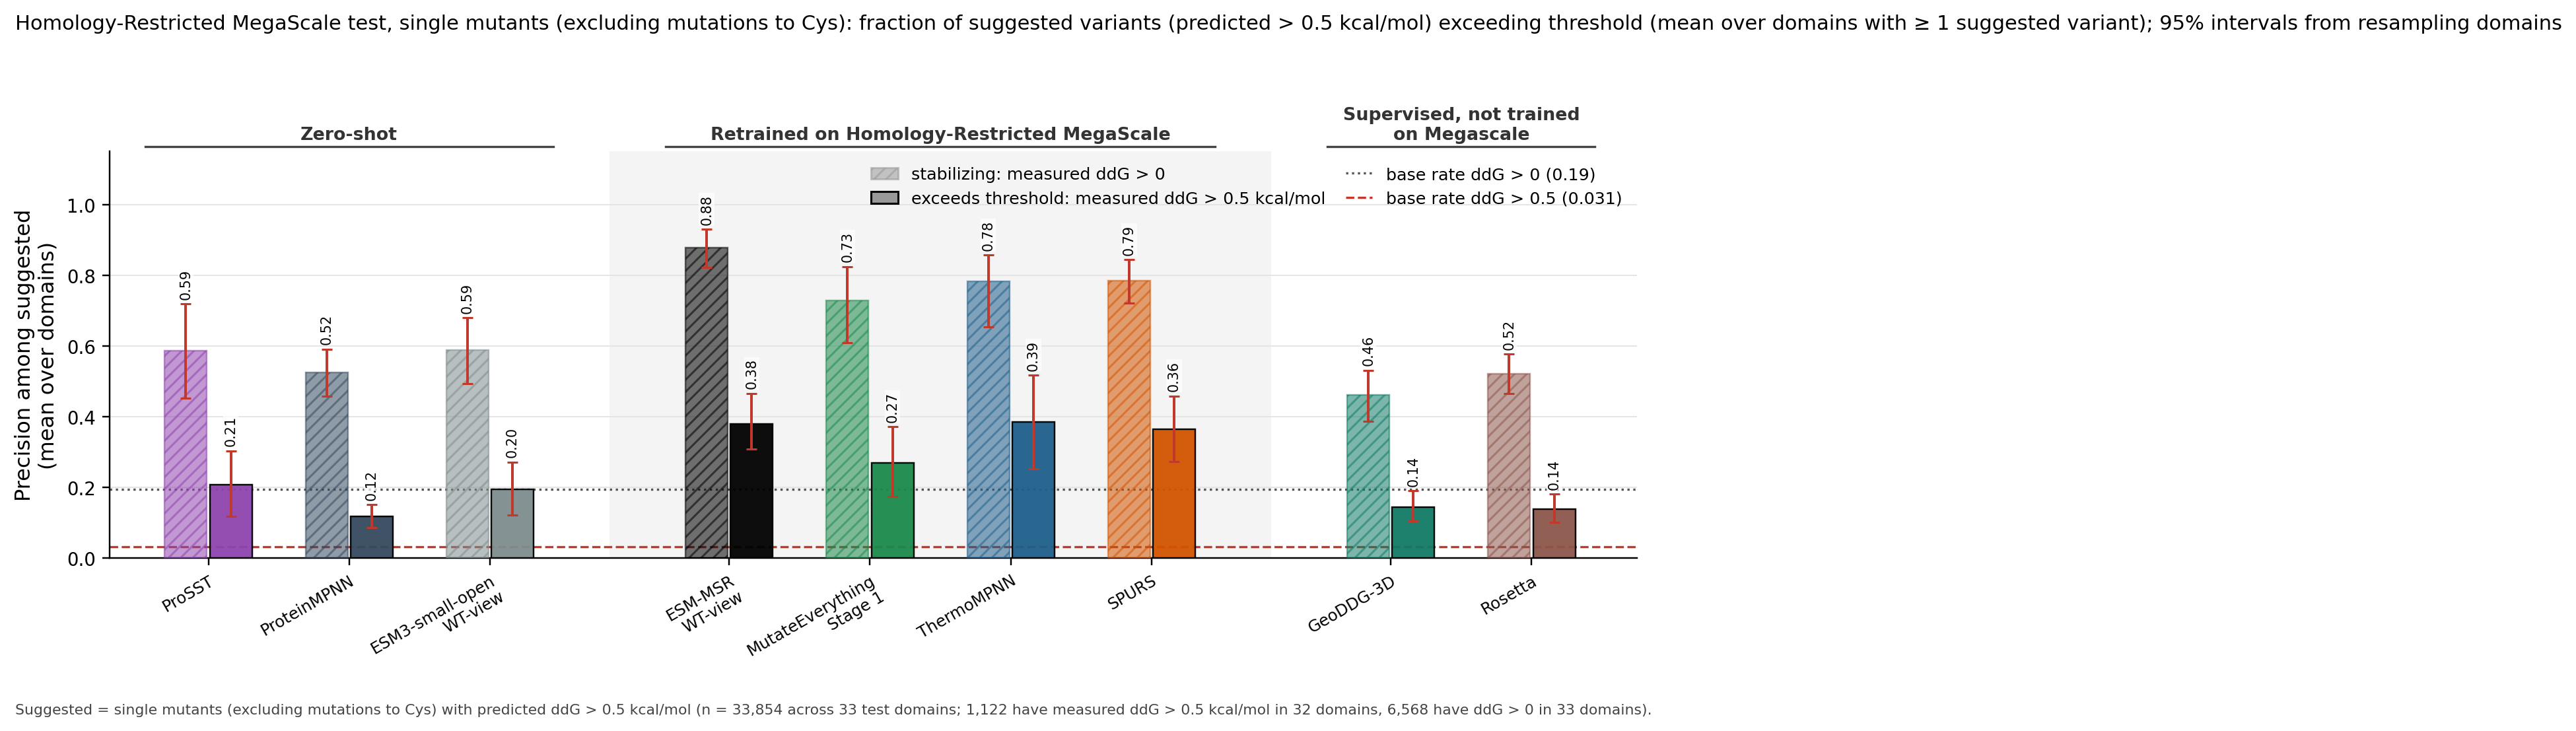 Homology-Restricted MegaScale test, single mutants (excluding mutations to Cys): fraction of suggested variants (predicted > 0.5 kcal/mol) exceeding threshold (mean over domains with ≥ 1 suggested variant); 95% intervals from resampling domains
Zero-shot
Retrained on Homology-Restricted MegaScale
Supervised, not trained
on Megascale
stabilizing: measured ddG > 0
exceeds threshold: measured ddG > 0.5 kcal/mol
base rate ddG > 0 (0.19)
base rate ddG > 0.5 (0.031)
Precision among suggested
(mean over domains)
1.0
0.8
0.6
0.4
0.2
0.0
0.59
0.21
0.52
0.12
0.59
0.20
0.88
0.38
0.73
0.27
0.78
0.39
0.79
0.36
0.46
0.14
0.52
0.14
ProSST
ProteinMPNN
ESM3-small-open
WT-view
ESM-MSR
WT-view
MutateEverything
Stage 1
ThermoMPNN
SPURS
GeoDDG-3D
Rosetta
Suggested = single mutants (excluding mutations to Cys) with predicted ddG > 0.5 kcal/mol (n = 33,854 across 33 test domains; 1,122 have measured ddG > 0.5 kcal/mol in 32 domains, 6,568 have ddG > 0 in 33 domains).